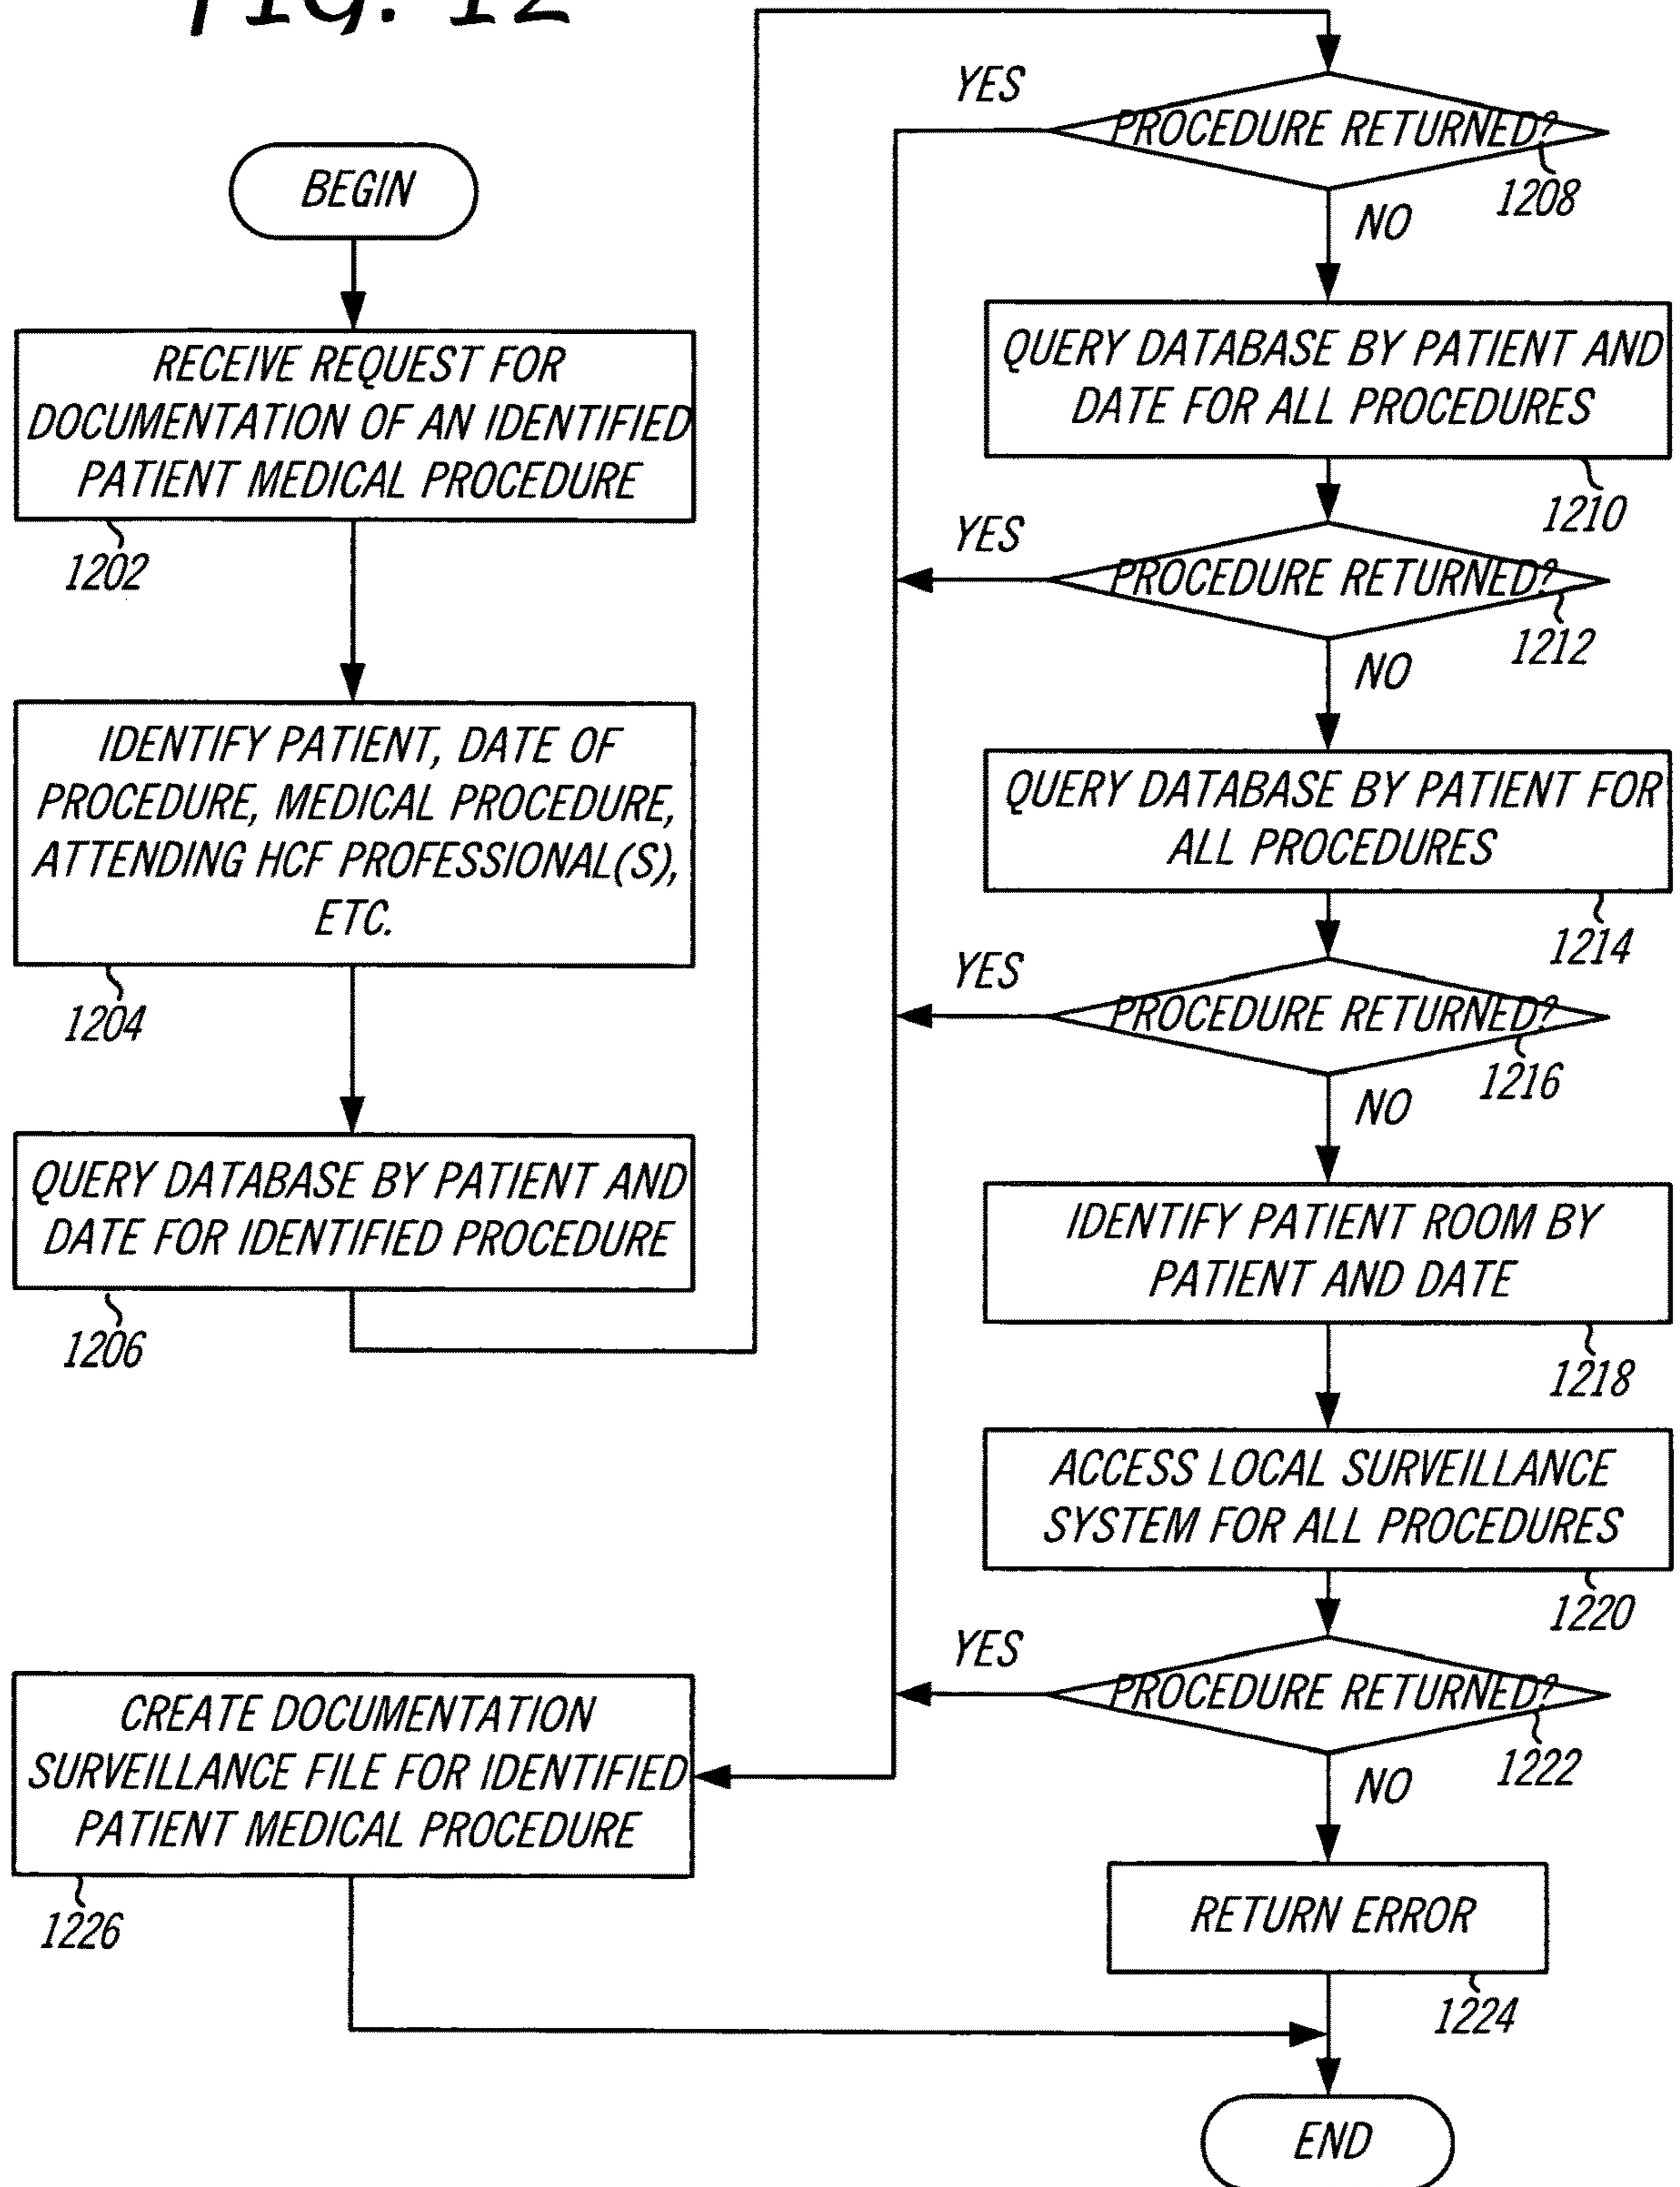 FIG. 12
BEGIN
RECEIVE REQUEST FOR
DOCUMENTATION OF AN IDENTIFIED
PATIENT MEDICAL PROCEDURE
1202
IDENTIFY PATIENT, DATE OF
PROCEDURE, MEDICAL PROCEDURE,
ATTENDING HCF PROFESSIONAL(S),
ETC.
1204
QUERY DATABASE BY PATIENT AND
DATE FOR IDENTIFIED PROCEDURE
1206
PROCEDURE RETURNED?
1208
YES
NO
QUERY DATABASE BY PATIENT AND
DATE FOR ALL PROCEDURES
1210
PROCEDURE RETURNED?
1212
YES
NO
QUERY DATABASE BY PATIENT FOR
ALL PROCEDURES
1214
PROCEDURE RETURNED?
1216
YES
NO
IDENTIFY PATIENT ROOM BY
PATIENT AND DATE
1218
ACCESS LOCAL SURVEILLANCE
SYSTEM FOR ALL PROCEDURES
1220
PROCEDURE RETURNED?
1222
YES
NO
RETURN ERROR
1224
CREATE DOCUMENTATION
SURVEILLANCE FILE FOR IDENTIFIED
PATIENT MEDICAL PROCEDURE
1226
END